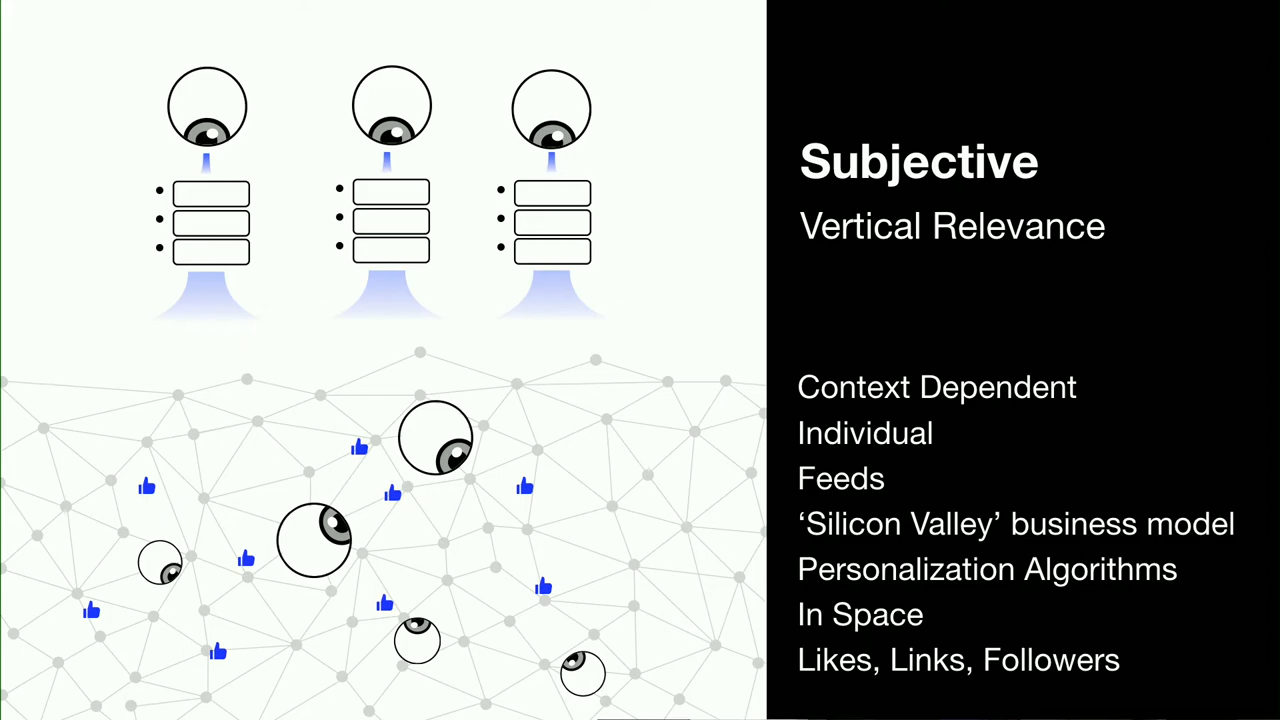 Subjective
Vertical Relevance
Context Dependent
Individual
Feeds
‘Silicon Valley’ business model
Personalization Algorithms
In Space
Likes, Links, Followers